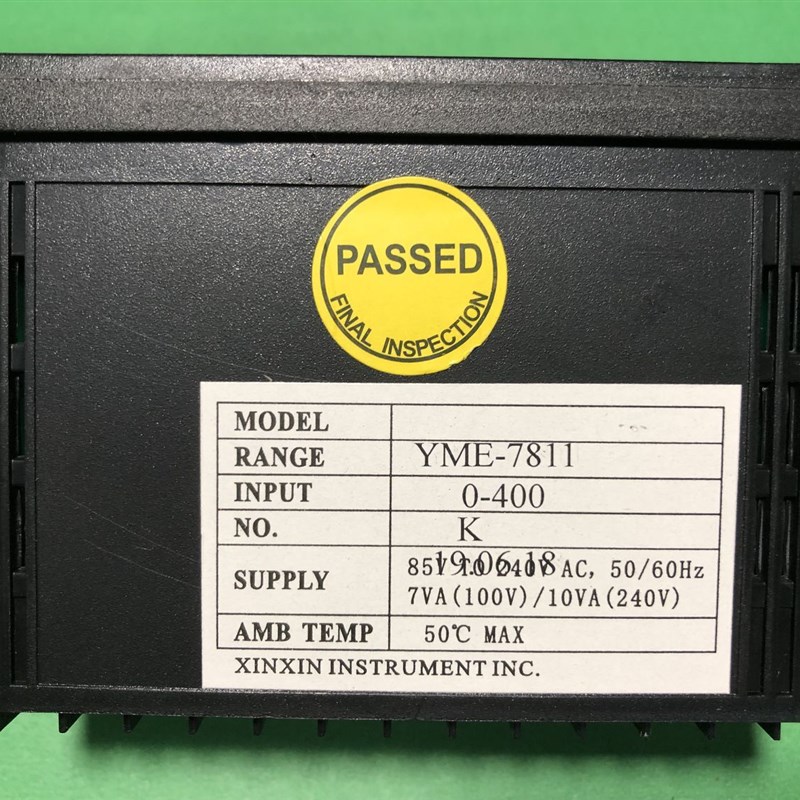 PASSED
FINAL INSPECTION
MODEL
RANGE YME-7811
INPUT 0-400
NO. K
19.06.18
SUPPLY 85V TO 240V AC, 50/60Hz
7VA(100V)/10VA(240V)
AMB TEMP 50℃ MAX
XINXIN INSTRUMENT INC.